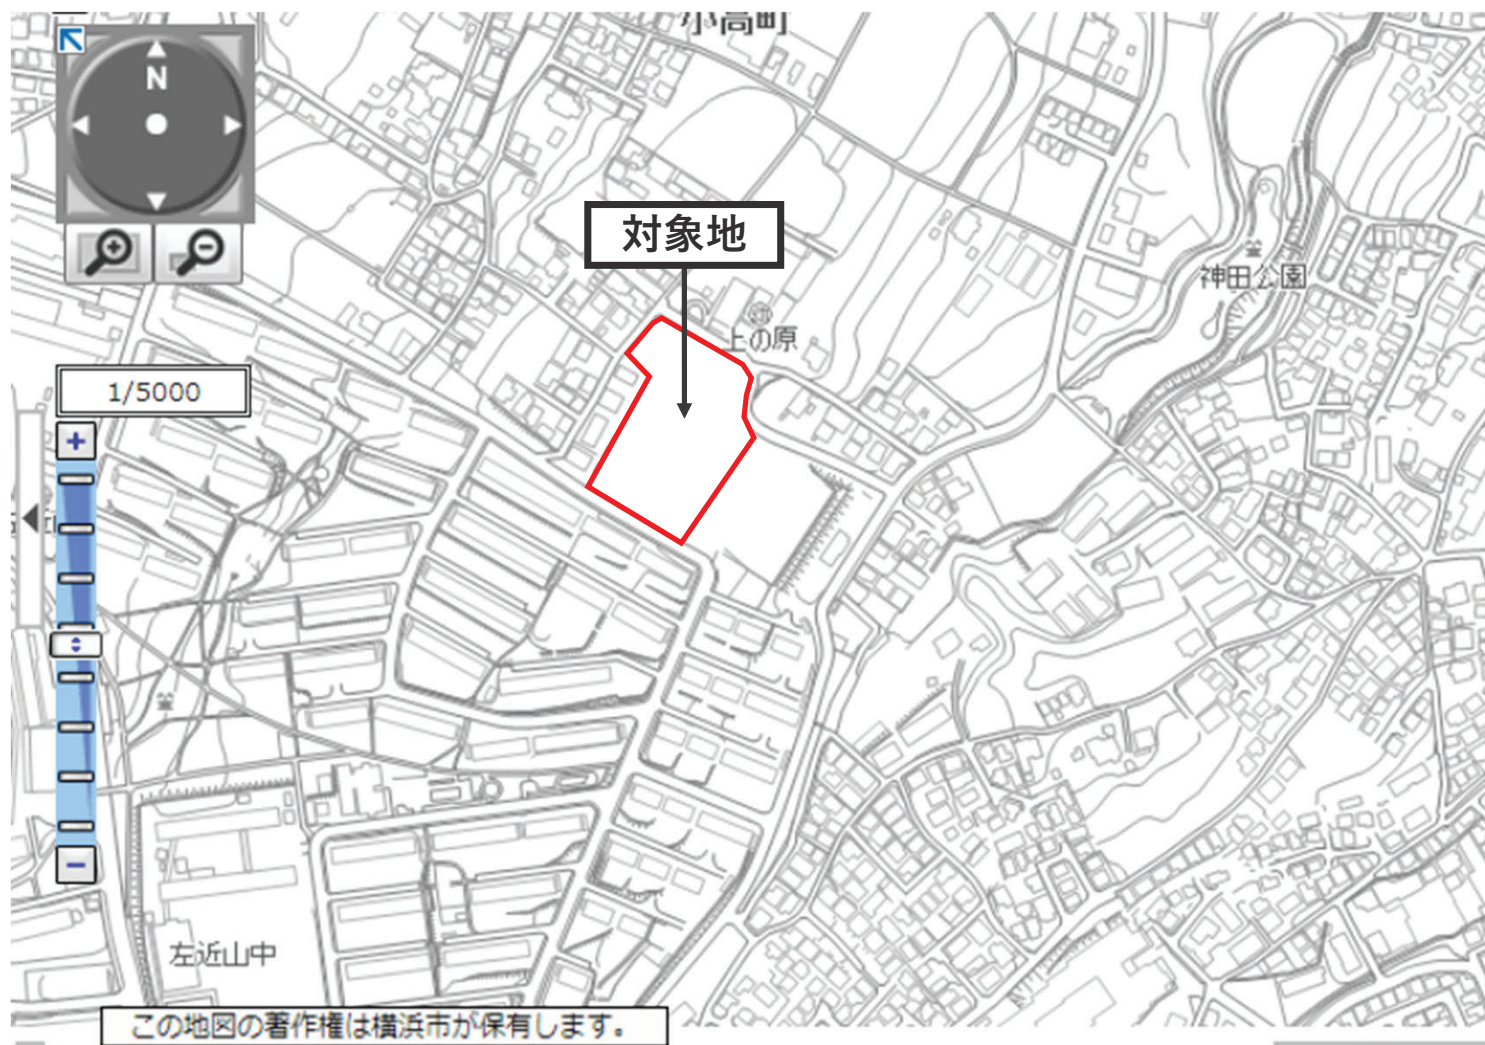 小高町
N
対象地
神田公園
上の原
1/5000
+
−
左近山中
この地図の著作権は横浜市が保有します。